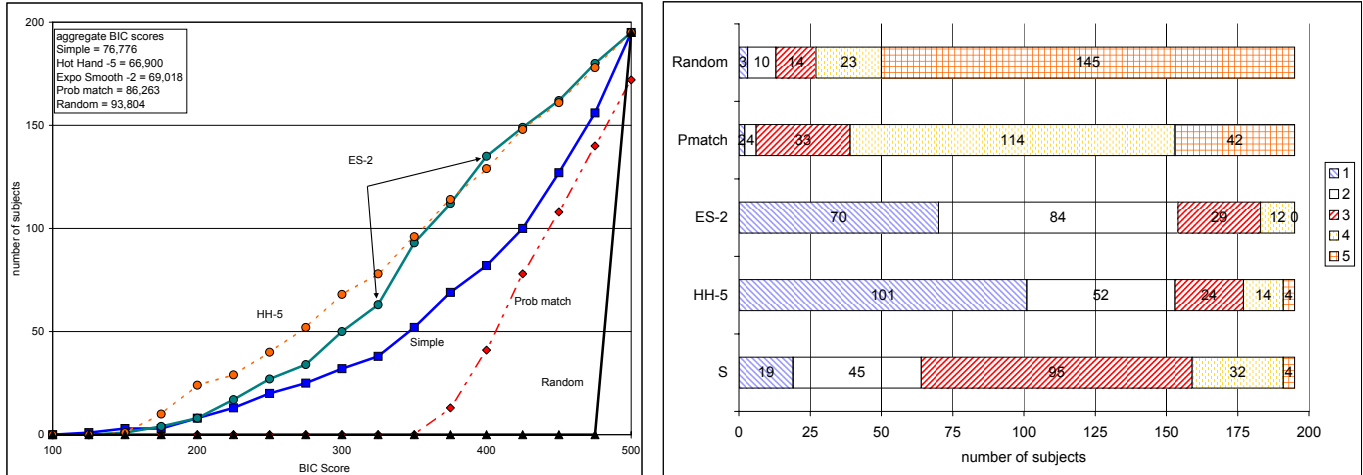 200
aggregate BIC scores
Simple = 76,776
Hot Hand -5 = 66,900
Expo Smooth -2 = 69,018
Prob match = 86,263
Random = 93,804
150
ES-2
number of subjects
100
HH-5
Prob match
50
Simple
Random
0
100 200 300 400 500
BIC Score
Random 3 10 14 23 145
Pmatch 2 4 33 114 42
ES-2 70 84 29 12 0
HH-5 101 52 24 14 4
S 19 45 95 32 4
0 25 50 75 100 125 150 175 200
number of subjects
1
2
3
4
5